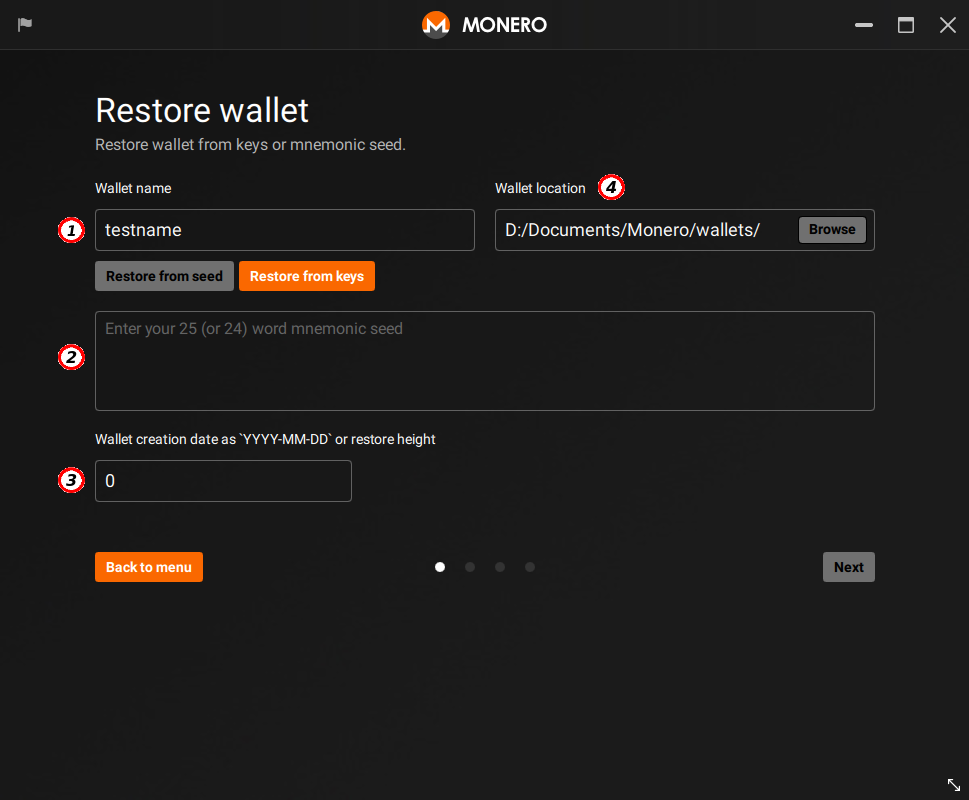 MONERO
Restore wallet
Restore wallet from keys or mnemonic seed.
Wallet name
Wallet location 4
1 testname
D:/Documents/Monero/wallets/ Browse
Restore from seed Restore from keys
2 Enter your 25 (or 24) word mnemonic seed
Wallet creation date as `YYYY-MM-DD` or restore height
3 0
Back to menu
Next